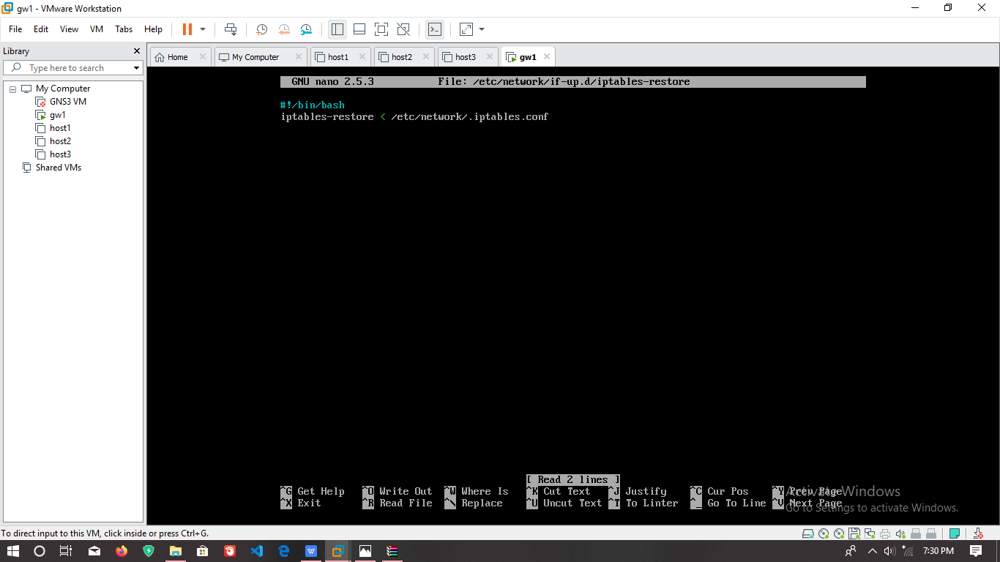 gw1 - VMware Workstation
File Edit View VM Tabs Help
Library
Type here to search
My Computer
GNS3 VM
gw1
host1
host2
host3
Shared VMs
Home My Computer host1 host2 host3 gw1
GNU nano 2.5.3 File: /etc/network/if-up.d/iptables-restore
#!/bin/bash
iptables-restore < /etc/network/.iptables.conf
[ Read 2 lines ]
^G Get Help ^O Write Out ^W Where Is ^K Cut Text ^J Justify ^C Cur Pos ^Y Prev Page
^X Exit ^R Read File ^\ Replace ^U Uncut Text ^T To Linter ^_ Go To Line ^V Next Page
Activate Windows
Go to Settings to activate Windows.
To direct input to this VM, click inside or press Ctrl+G.
7:30 PM